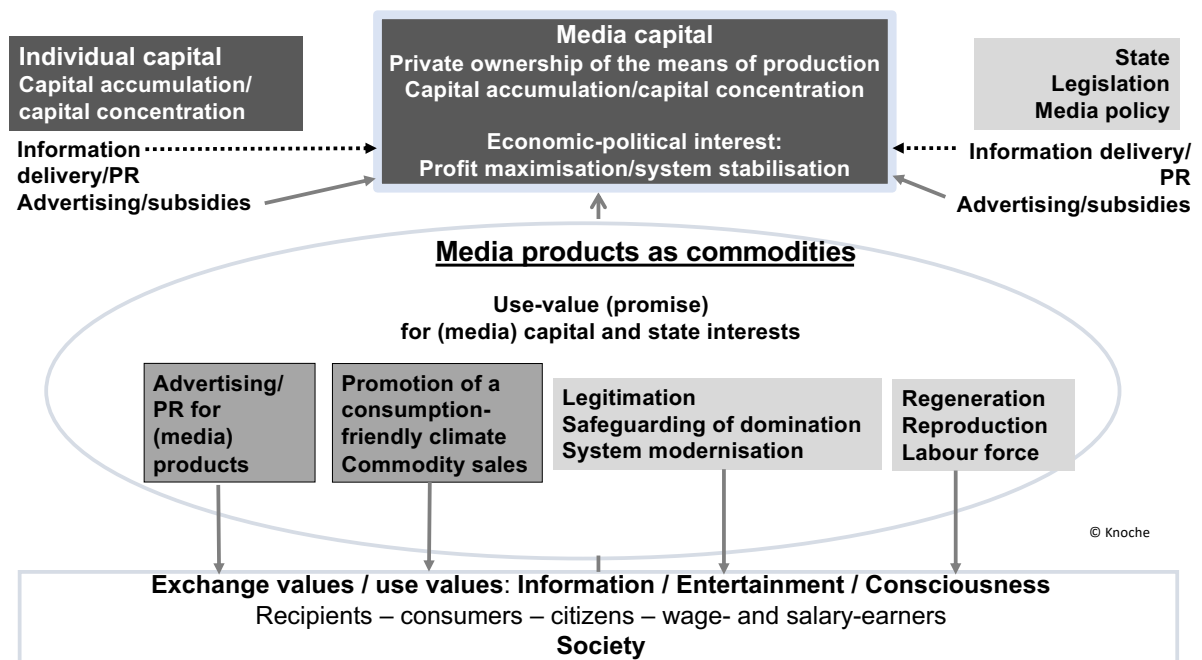 Media capital
Private ownership of the means of production
Capital accumulation/capital concentration
Economic-political interest:
Profit maximisation/system stabilisation
Individual capital
Capital accumulation/
capital concentration
Information
delivery/PR
Advertising/subsidies
State
Legislation
Media policy
Information delivery/
PR
Advertising/subsidies
Media products as commodities
Use-value (promise)
for (media) capital and state interests
Advertising/
PR for
(media)
products
Promotion of a
consumption-
friendly climate
Commodity sales
Legitimation
Safeguarding of domination
System modernisation
Regeneration
Reproduction
Labour force
© Knoche
Exchange values / use values: Information / Entertainment / Consciousness
Recipients – consumers – citizens – wage- and salary-earners
Society